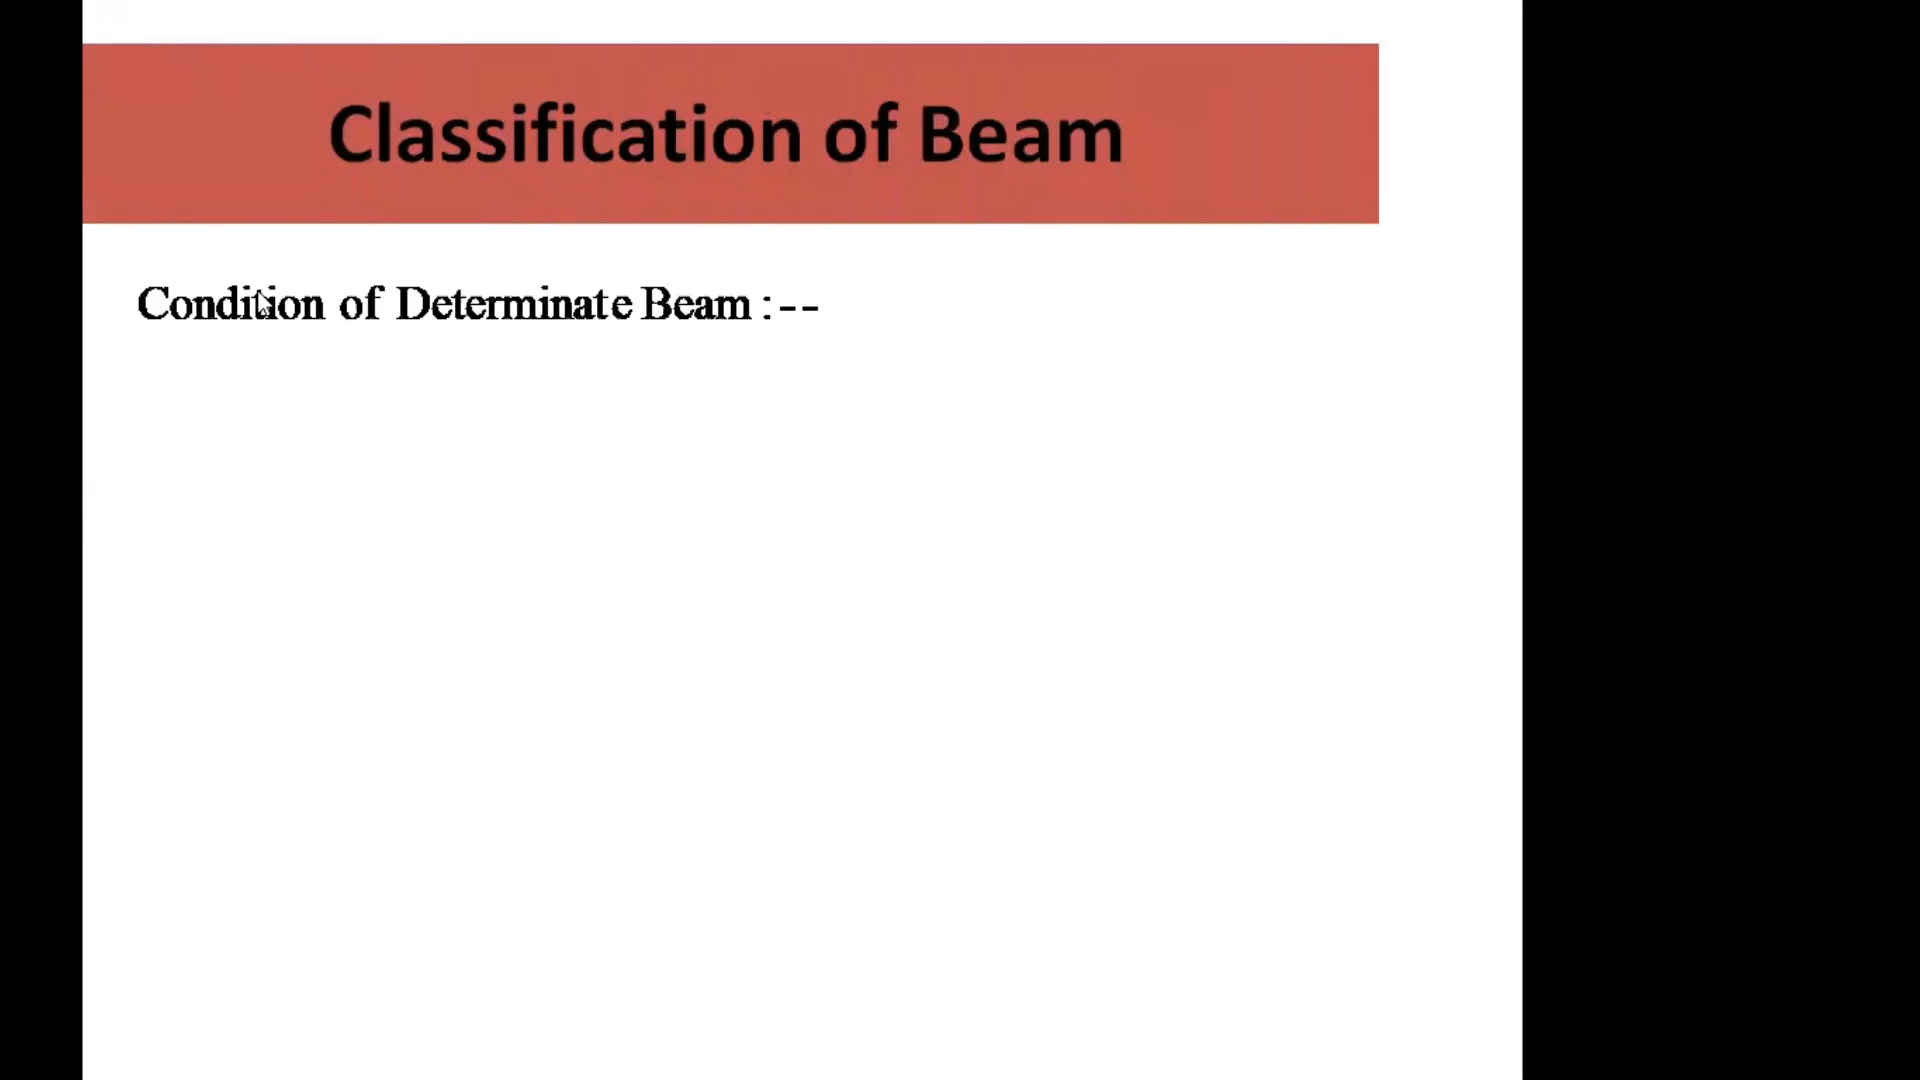 Classification of Beam
Condition of Determinate Beam :--